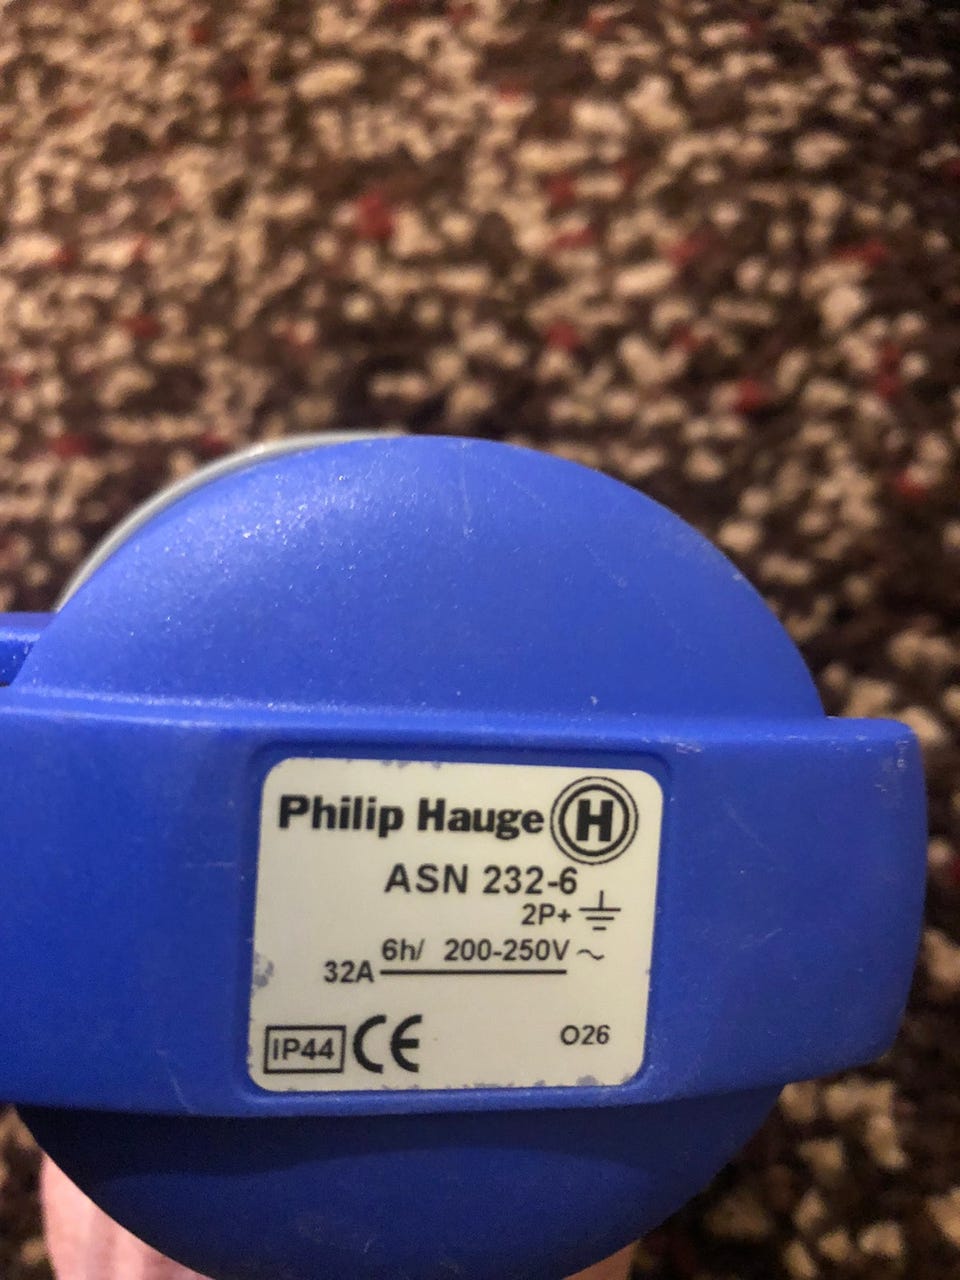 Philip Hauge H
ASN 232-6
2P+⏚
6h/ 200-250V ~
32A
IP44 CE O26